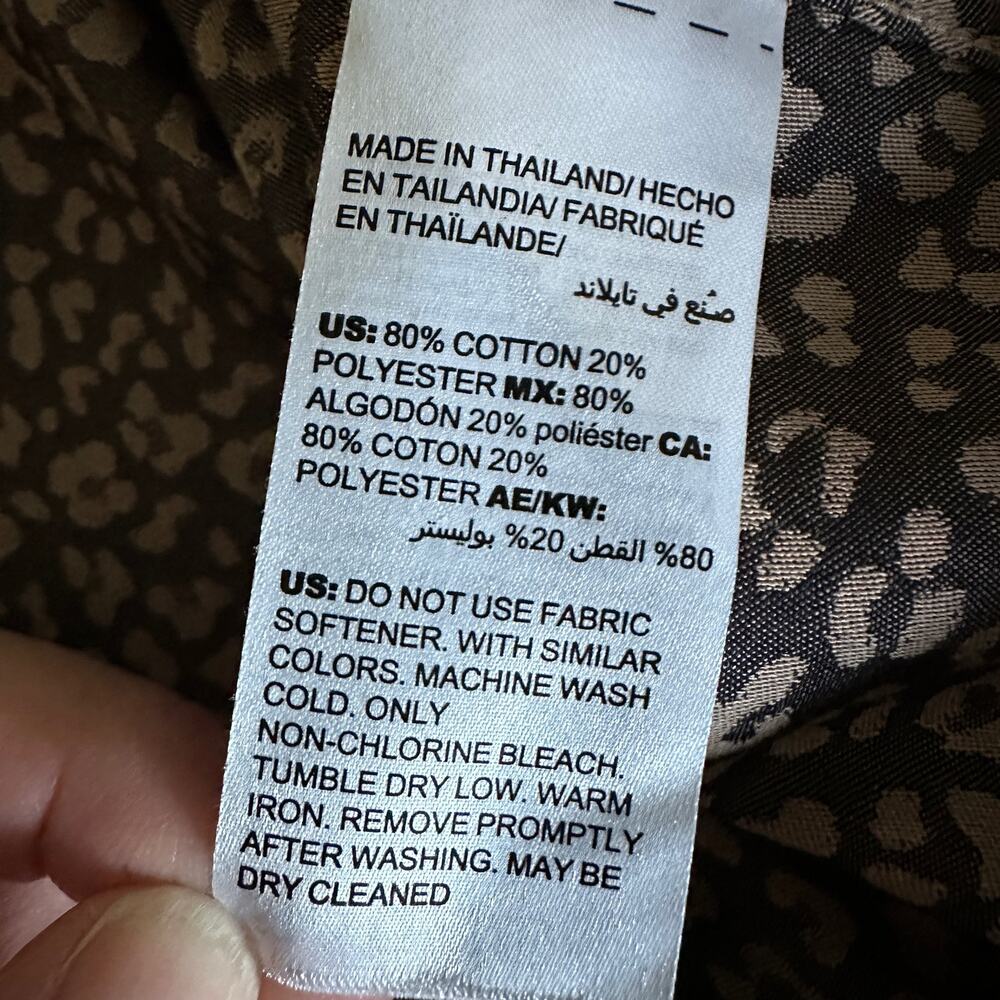 MADE IN THAILAND/ HECHO
EN TAILANDIA/ FABRIQUÉ
EN THAÏLANDE/
صُنع في تايلاند
US: 80% COTTON 20%
POLYESTER MX: 80%
ALGODÓN 20% poliéster CA:
80% COTON 20%
POLYESTER AE/KW:
80% القطن 20% بوليستر
US: DO NOT USE FABRIC
SOFTENER. WITH SIMILAR
COLORS. MACHINE WASH
COLD. ONLY
NON-CHLORINE BLEACH.
TUMBLE DRY LOW. WARM
IRON. REMOVE PROMPTLY
AFTER WASHING. MAY BE
DRY CLEANED